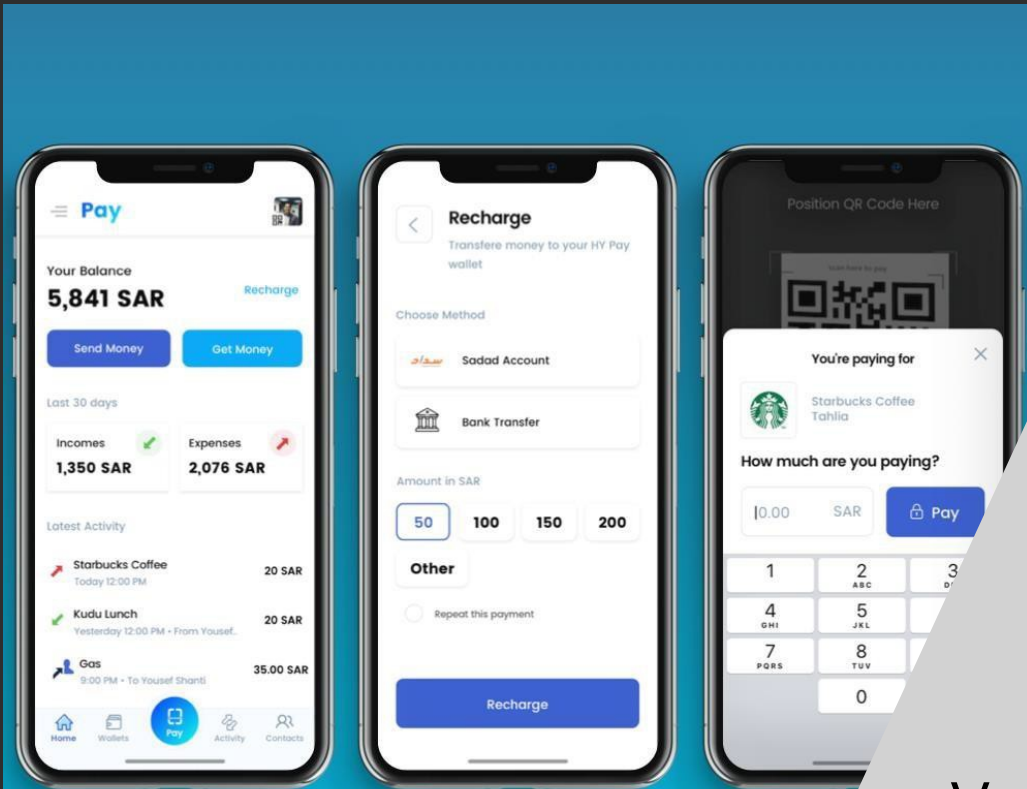 Pay
Your Balance
5,841 SAR
Recharge
Send Money
Get Money
Last 30 days
Incomes
1,350 SAR
Expenses
2,076 SAR
Latest Activity
Starbucks Coffee
Today 12:00 PM
20 SAR
Kudu Lunch
Yesterday 12:00 PM - From Yousef..
20 SAR
Gas
9:00 PM - To Yousef Shanti
35.00 SAR
Home
Wallets
Pay
Activity
Contacts
Recharge
Transfere money to your HY Pay
wallet
Choose Method
سداد
Sadad Account
Bank Transfer
Amount in SAR
50 100 150 200
Other
Repeat this payment
Recharge
Position QR Code Here
scan here to pay
You're paying for
Starbucks Coffee
Tahlia
How much are you paying?
0.00 SAR
Pay
1 2 3
ABC
4 5
GHI JKL
7 8
PQRS TUV
0